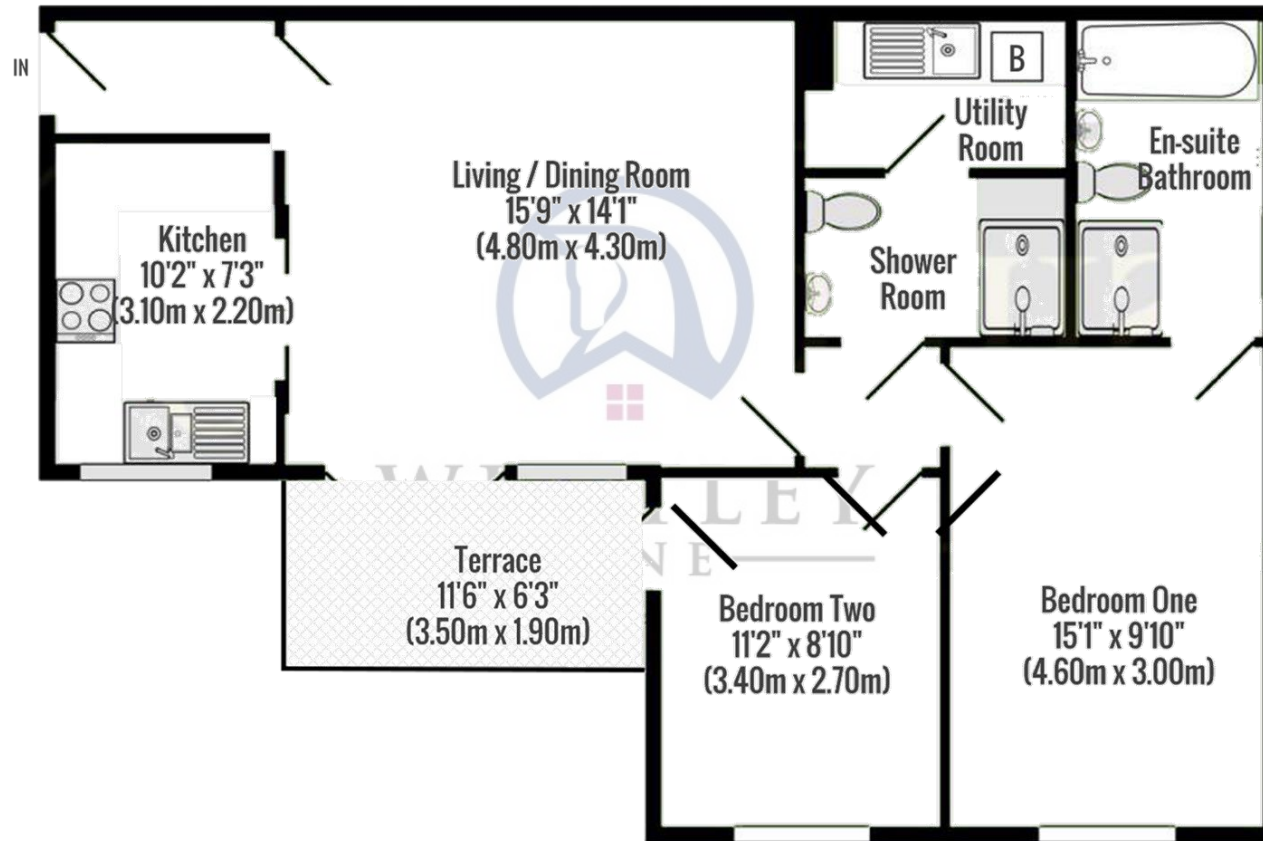 IN
B
Utility
Room
En-suite
Bathroom
Living / Dining Room
15'9" x 14'1"
(4.80m x 4.30m)
Kitchen
10'2" x 7'3"
(3.10m x 2.20m)
Shower
Room
Terrace
11'6" x 6'3"
(3.50m x 1.90m)
Bedroom Two
11'2" x 8'10"
(3.40m x 2.70m)
Bedroom One
15'1" x 9'10"
(4.60m x 3.00m)